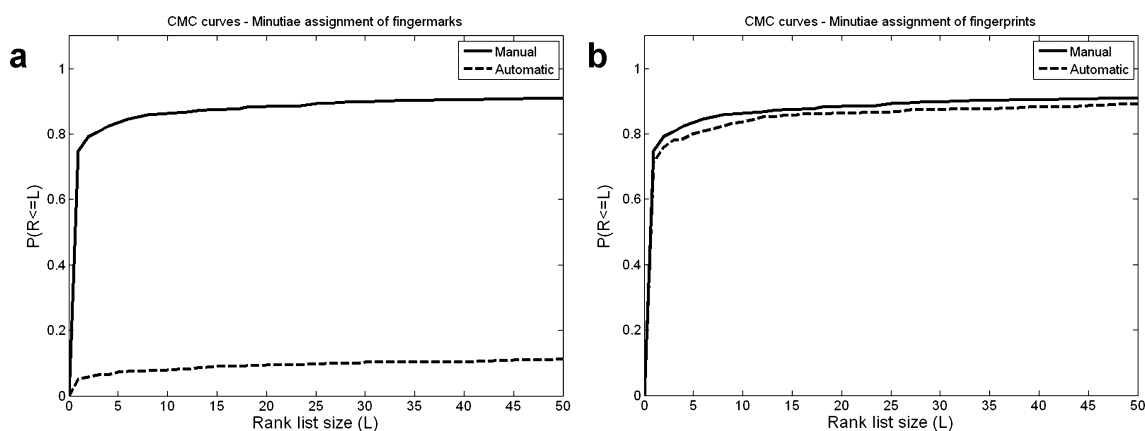 a
CMC curves - Minutiae assignment of fingermarks
Manual
Automatic
P(R<=L)
1
0.8
0.6
0.4
0.2
0
0 5 10 15 20 25 30 35 40 45 50
Rank list size (L)
b
CMC curves - Minutiae assignment of fingerprints
Manual
Automatic
P(R<=L)
1
0.8
0.6
0.4
0.2
0
0 5 10 15 20 25 30 35 40 45 50
Rank list size (L)